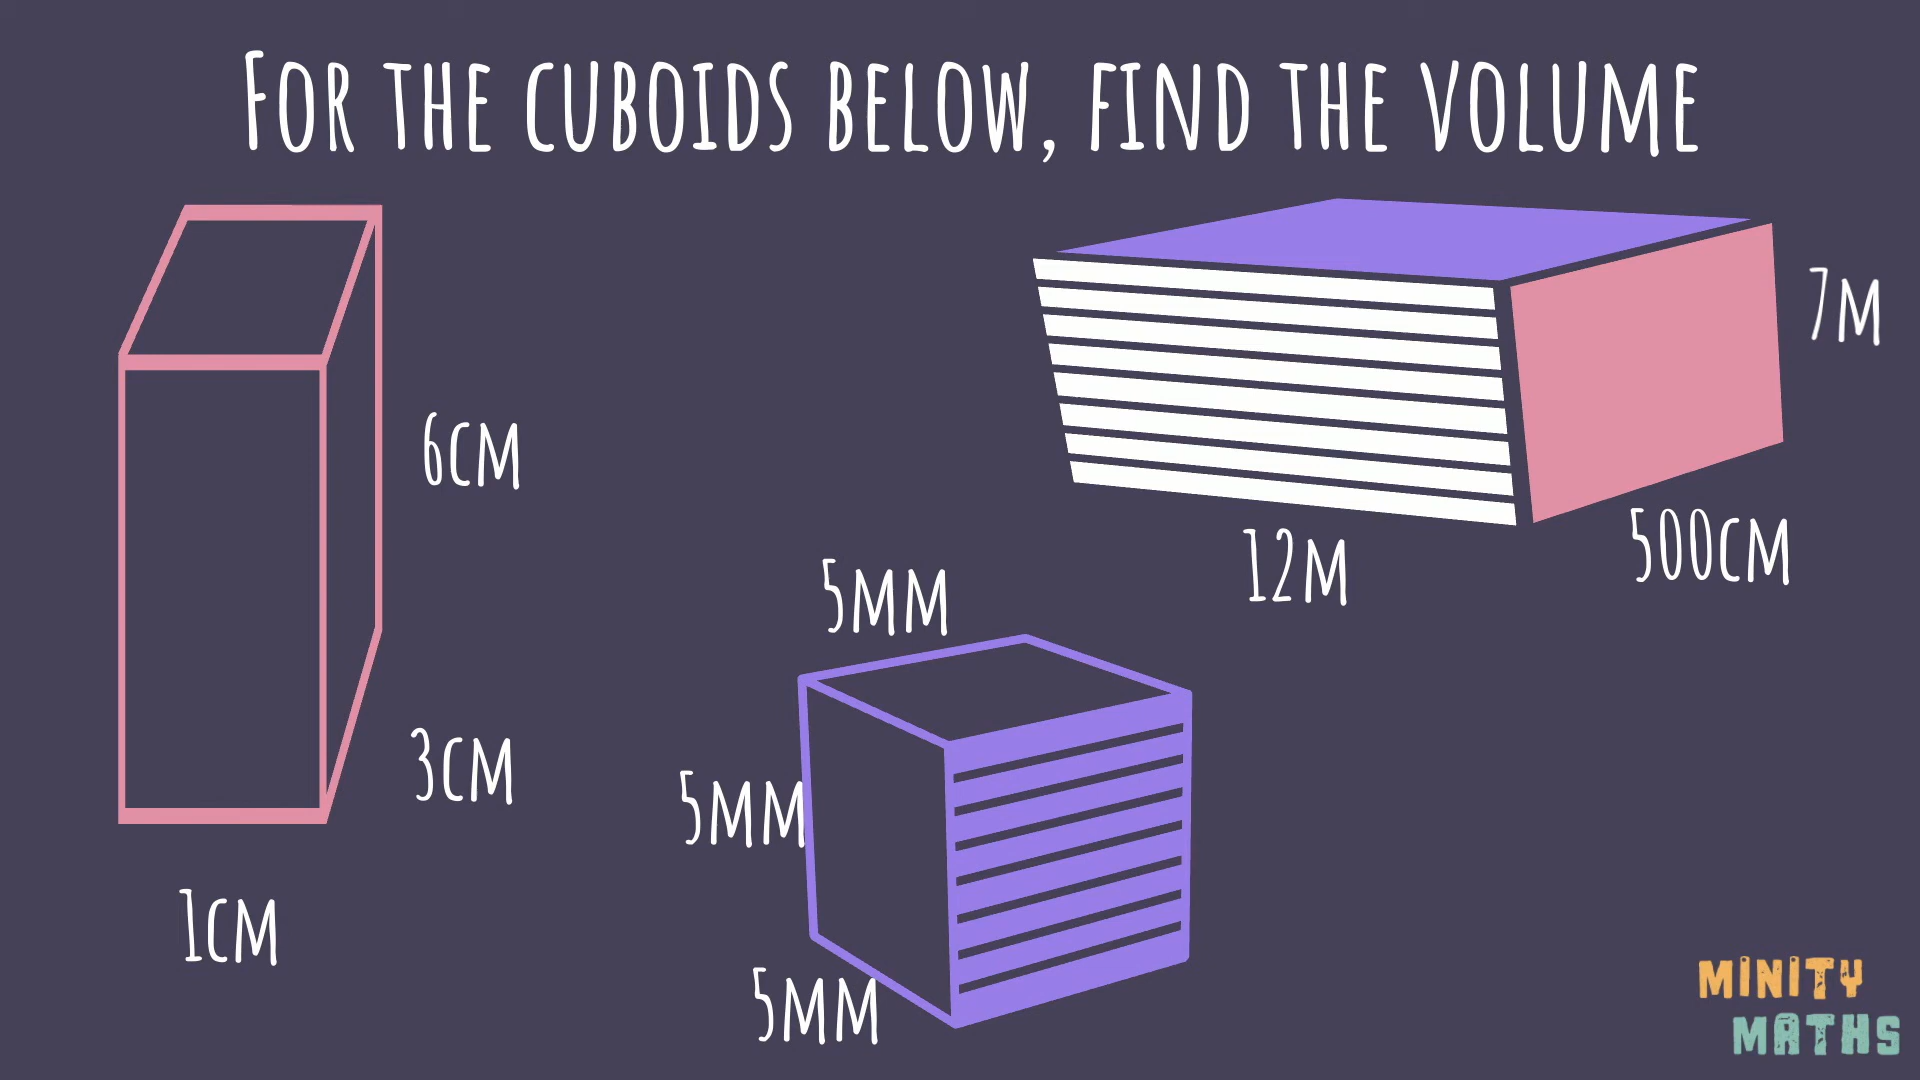 FOR THE CUBOIDS BELOW, FIND THE VOLUME
6CM
3CM
1CM
7M
12M
500CM
5MM
5MM
5MM
MINITY
MATHS